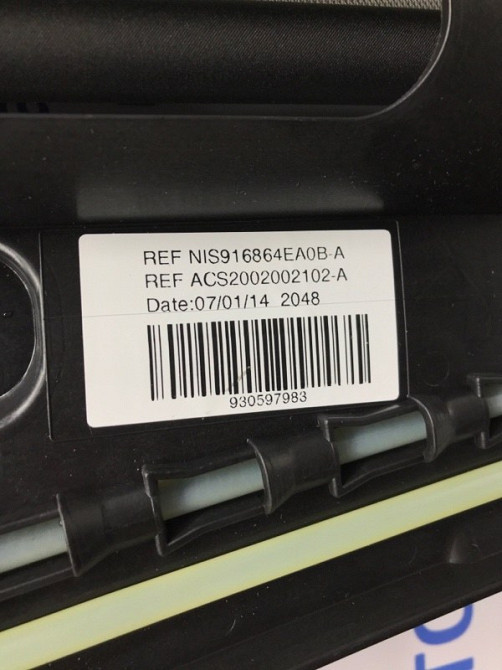 REF NIS916864EA0B-A
REF ACS2002002102-A
Date:07/01/14 2048
930597983